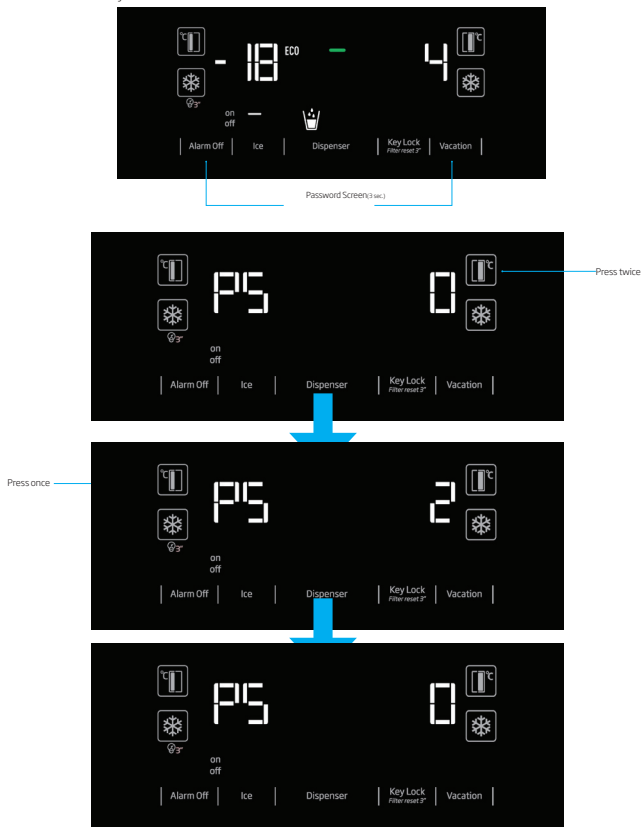 °C - 18 ECO - 4 °C
3"
on
off
Alarm Off Ice Dispenser Key Lock Vacation
Filter reset 3"
Password Screen(3 sec.)
°C PS 0 °C
Press twice
3"
on
off
Alarm Off Ice Dispenser Key Lock Vacation
Filter reset 3"
°C PS 2 °C
Press once
3"
on
off
Alarm Off Ice Dispenser Key Lock Vacation
Filter reset 3"
°C PS 0 °C
3"
on
off
Alarm Off Ice Dispenser Key Lock Vacation
Filter reset 3"